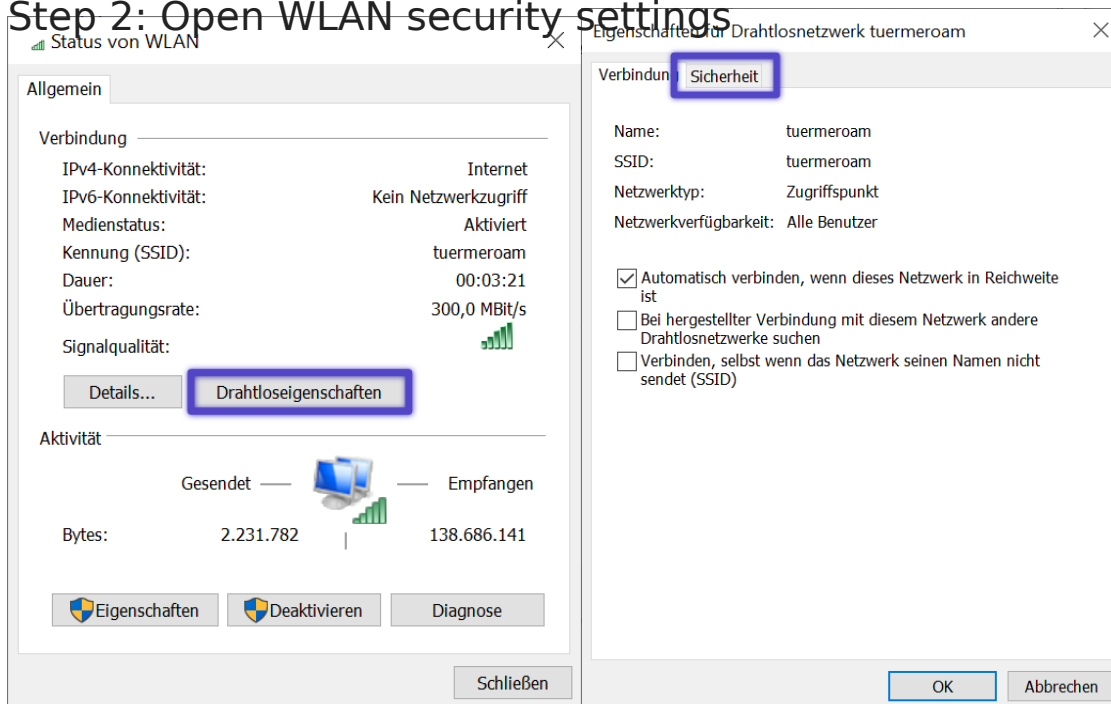 Step 2: Open WLAN security settings
Status von WLAN
Allgemein
Verbindung
IPv4-Konnektivität: Internet
IPv6-Konnektivität: Kein Netzwerkzugriff
Medienstatus: Aktiviert
Kennung (SSID): tuermeroam
Dauer: 00:03:21
Übertragungsrate: 300,0 MBit/s
Signalqualität:
Details... Drahtloseigenschaften
Aktivität
Gesendet Empfangen
Bytes: 2.231.782 138.686.141
Eigenschaften Deaktivieren Diagnose
Schließen
Eigenschaften für Drahtlosnetzwerk tuermeroam
Verbindung Sicherheit
Name: tuermeroam
SSID: tuermeroam
Netzwerktyp: Zugriffspunkt
Netzwerkverfügbarkeit: Alle Benutzer
Automatisch verbinden, wenn dieses Netzwerk in Reichweite
ist
Bei hergestellter Verbindung mit diesem Netzwerk andere
Drahtlosnetzwerke suchen
Verbinden, selbst wenn das Netzwerk seinen Namen nicht
sendet (SSID)
OK Abbrechen